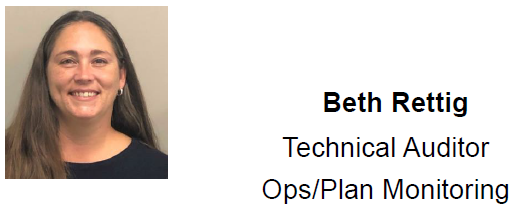 Beth Rettig
Technical Auditor
Ops/Plan Monitoring